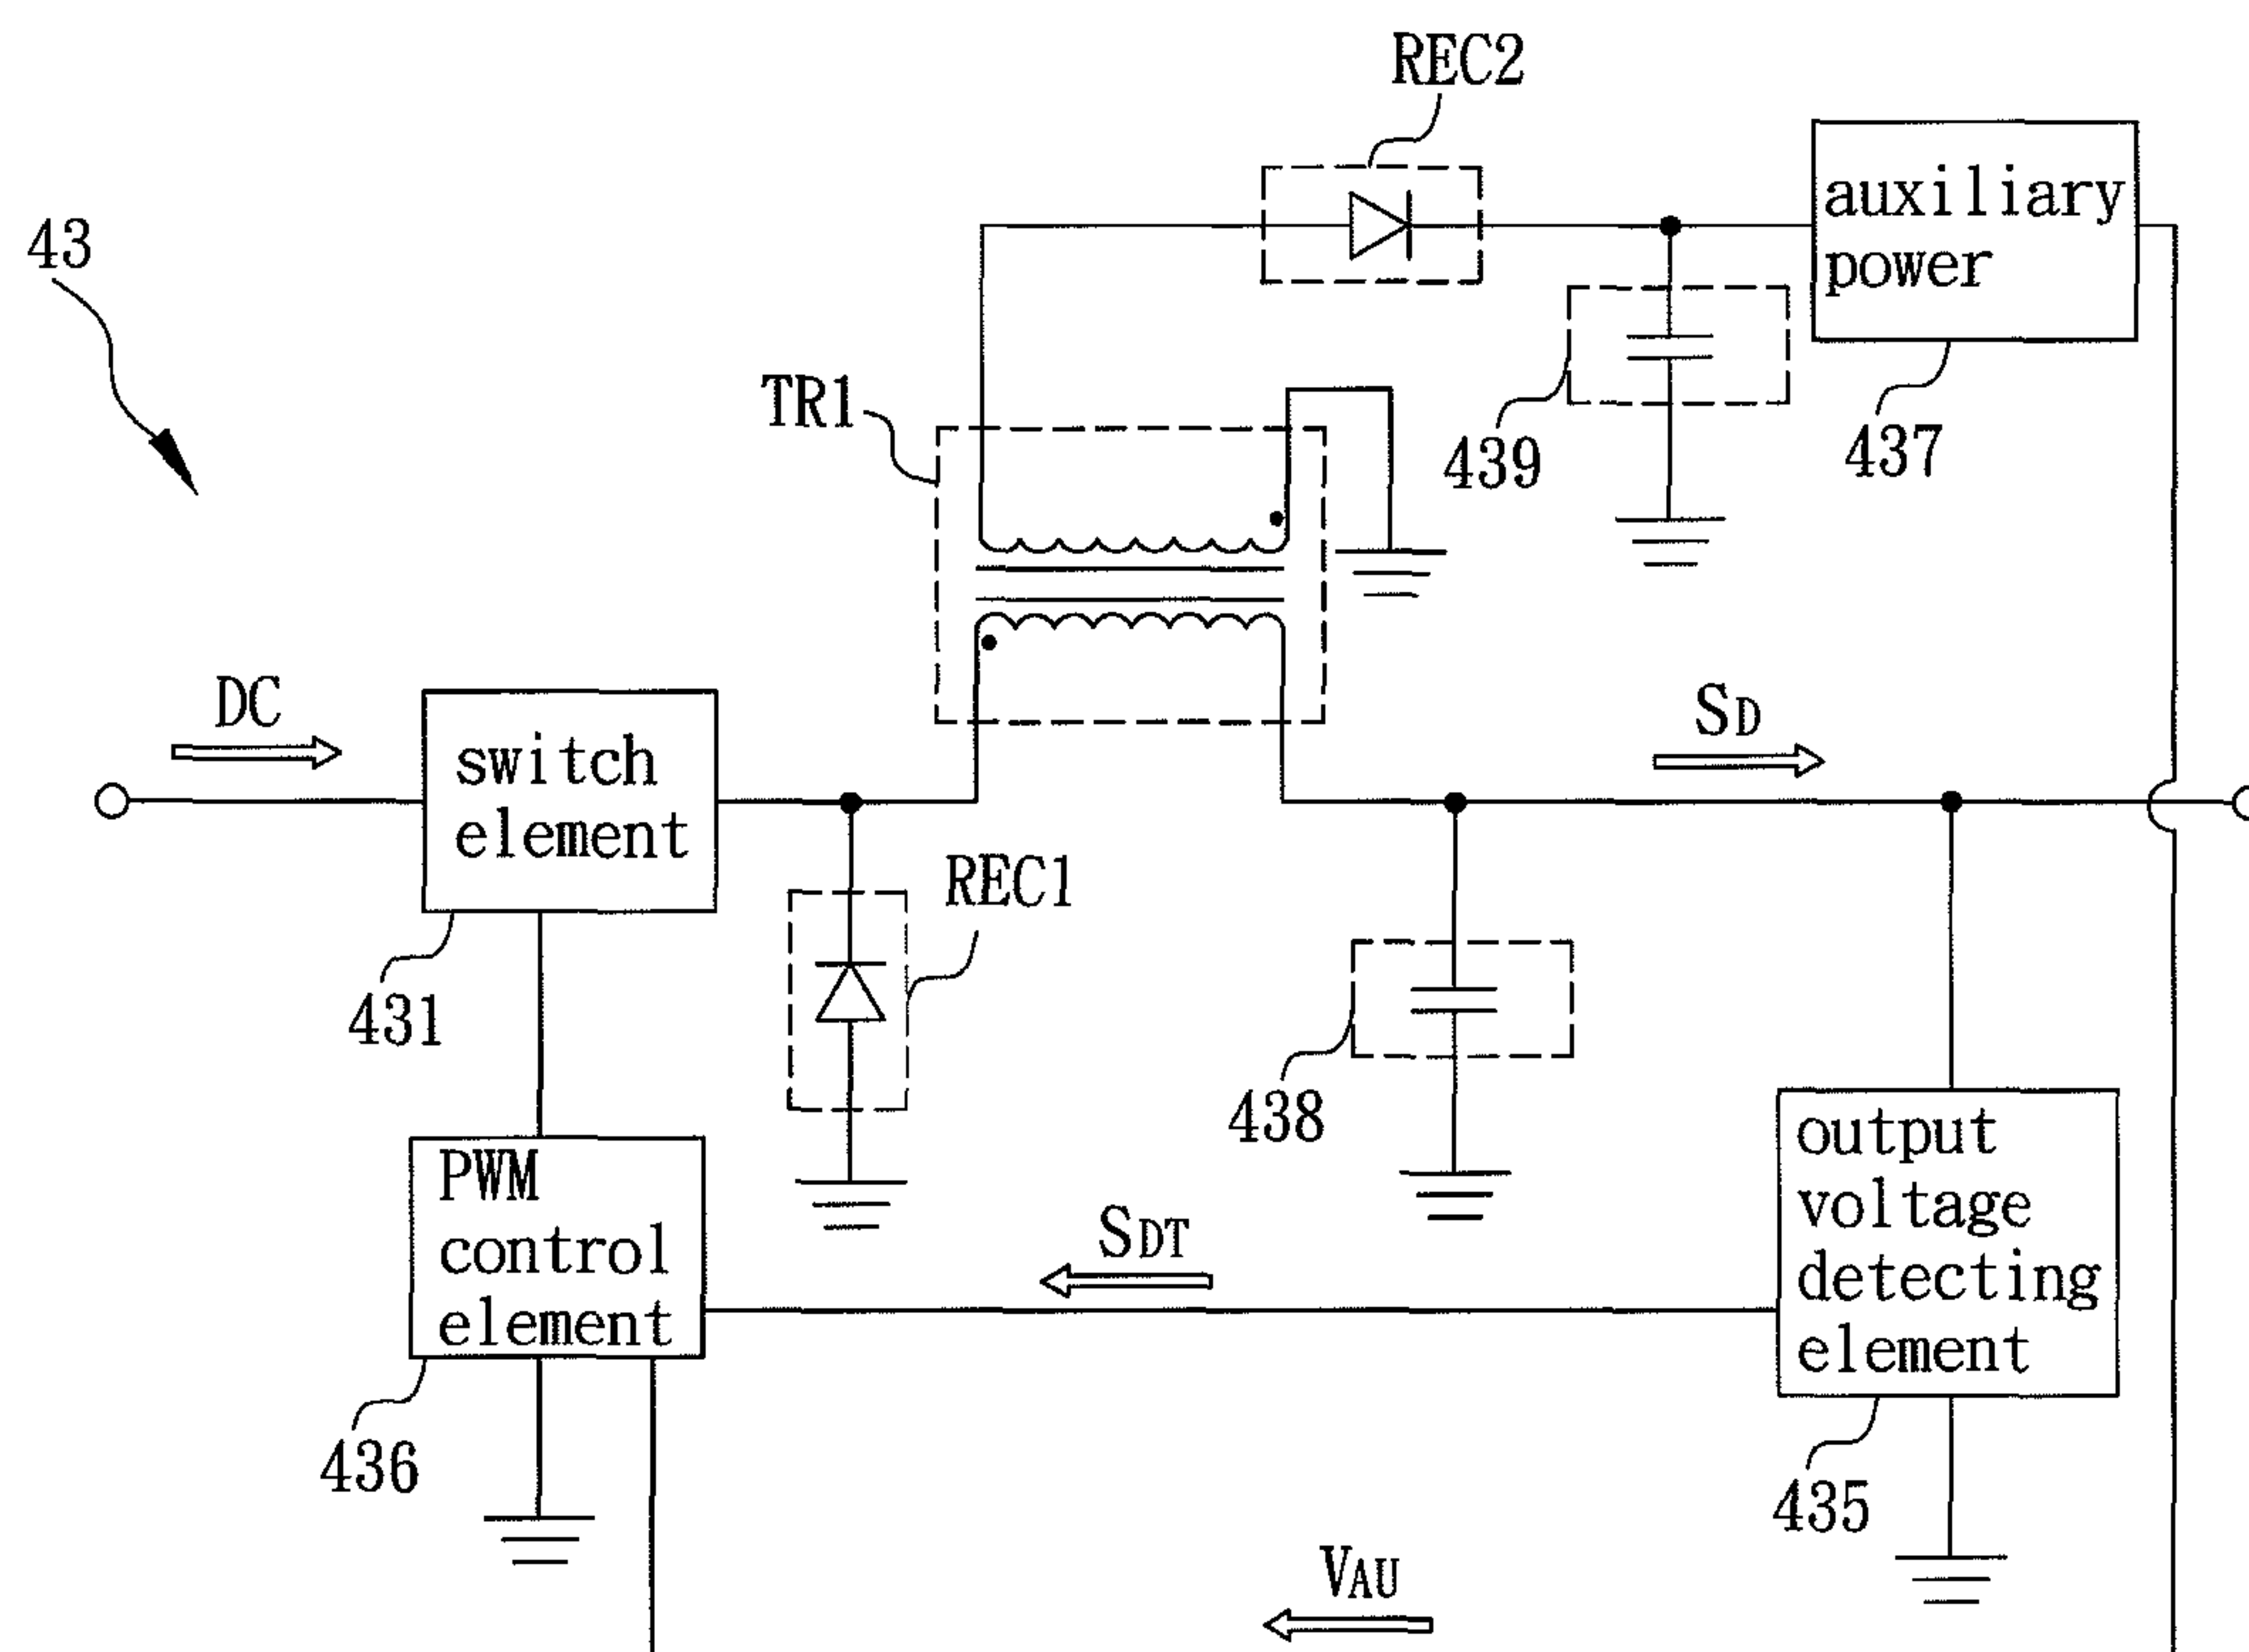 REC2
auxiliary
power
43
TR1
439
437
DC
SD
switch
element
REC1
431
438
output
voltage
detecting
element
PWM
control
element
SDT
436
435
VAU